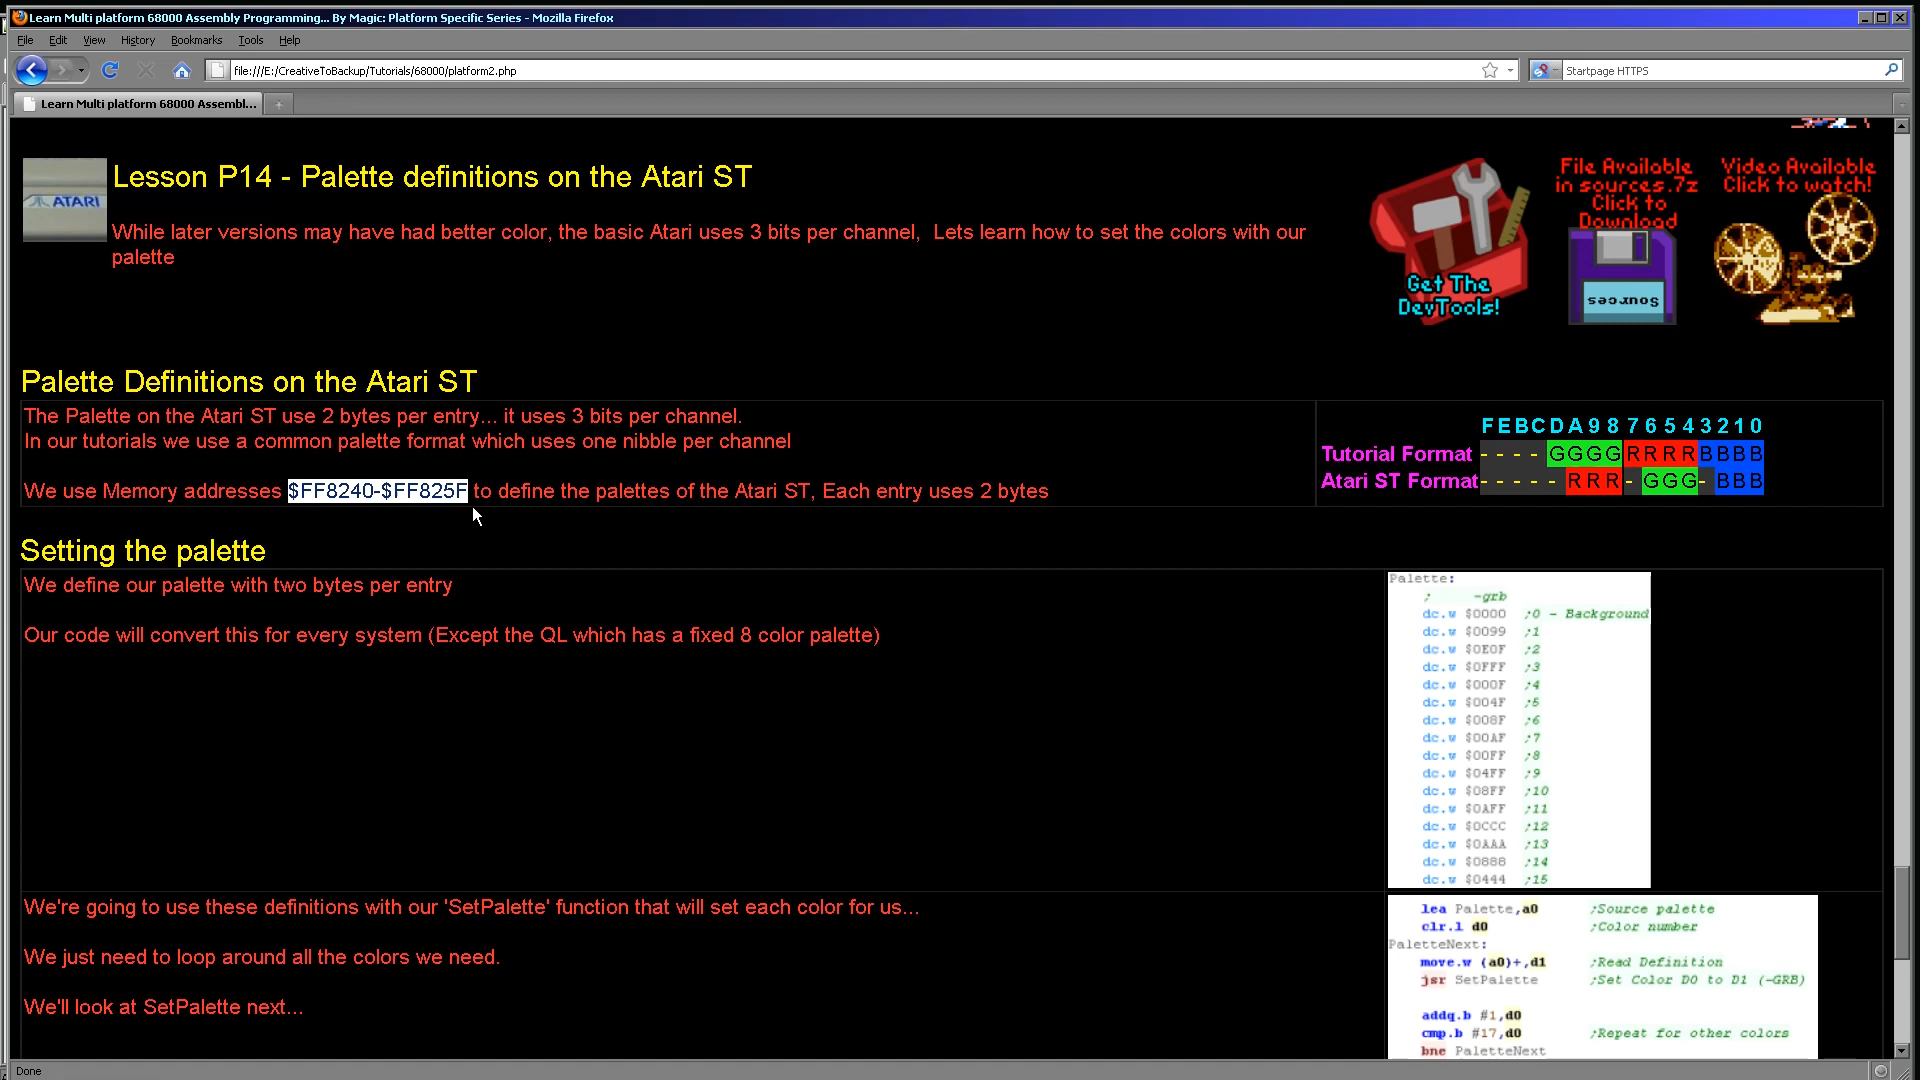 Learn Multi platform 68000 Assembly Programming... By Magic: Platform Specific Series - Mozilla Firefox
File Edit View History Bookmarks Tools Help
file:///E:/CreativeToBackup/Tutorials/68000/platform2.php
Startpage HTTPS
Learn Multi platform 68000 Assembl...
ATARI
Lesson P14 - Palette definitions on the Atari ST
While later versions may have had better color, the basic Atari uses 3 bits per channel, Lets learn how to set the colors with our
palette
Get The
DevTools!
File Available
in sources.7z
Click to
Download
Sources
Video Available
Click to watch!
Palette Definitions on the Atari ST
The Palette on the Atari ST use 2 bytes per entry... it uses 3 bits per channel.
In our tutorials we use a common palette format which uses one nibble per channel
We use Memory addresses $FF8240-$FF825F to define the palettes of the Atari ST, Each entry uses 2 bytes
F E B C D A 9 8 7 6 5 4 3 2 1 0
Tutorial Format - - - - G G G G R R R R B B B B
Atari ST Format - - - - - R R R - G G G - B B B
Setting the palette
We define our palette with two bytes per entry
Our code will convert this for every system (Except the QL which has a fixed 8 color palette)
Palette:
; -grb
dc.w $0000 ;0 - Background
dc.w $0099 ;1
dc.w $0E0F ;2
dc.w $0FFF ;3
dc.w $000F ;4
dc.w $004F ;5
dc.w $008F ;6
dc.w $00AF ;7
dc.w $00FF ;8
dc.w $04FF ;9
dc.w $08FF ;10
dc.w $0AFF ;11
dc.w $0CCC ;12
dc.w $0AAA ;13
dc.w $0888 ;14
dc.w $0444 ;15
We're going to use these definitions with our 'SetPalette' function that will set each color for us...
We just need to loop around all the colors we need.
We'll look at SetPalette next...
lea Palette,a0 ;Source palette
clr.l d0 ;Color number
PaletteNext:
move.w (a0)+,d1 ;Read Definition
jsr SetPalette ;Set Color D0 to D1 (-GRB)
addq.b #1,d0
cmp.b #17,d0 ;Repeat for other colors
bne PaletteNext
Done